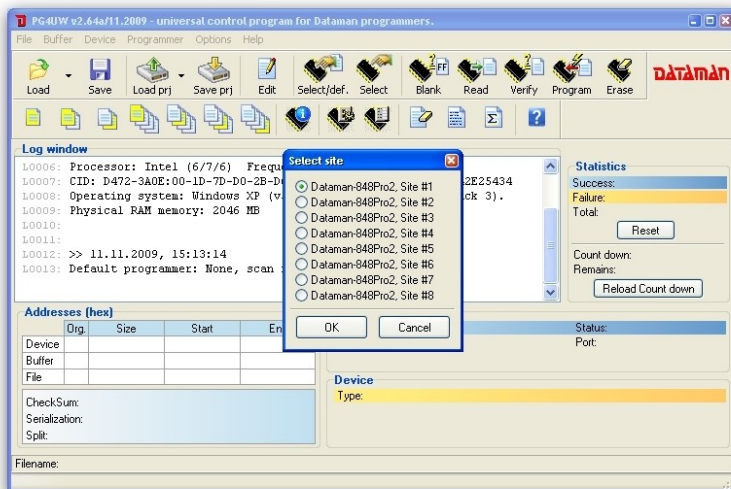 PG4UW v2.64a/11.2009 - universal control program for Dataman programmers.
File Buffer Device Programmer Options Help
Load Save Load prj Save prj Edit Select/def. Select Blank Read Verify Program Erase
DATAMAN
Log window
L0006: Processor: Intel (6/7/6) Frequ
L0007: CID: D472-3A0E:00-1D-7D-D0-2B-D 2E25434
L0008: Operating system: Windows XP (v. ck 3).
L0009: Physical RAM memory: 2046 MB
L0010:
L0011:
L0012: >> 11.11.2009, 15:13:14
L0013: Default programmer: None, scan
Select site
Dataman-848Pro2, Site #1
Dataman-848Pro2, Site #2
Dataman-848Pro2, Site #3
Dataman-848Pro2, Site #4
Dataman-848Pro2, Site #5
Dataman-848Pro2, Site #6
Dataman-848Pro2, Site #7
Dataman-848Pro2, Site #8
OK Cancel
Statistics
Success:
Failure:
Total:
Reset
Count down:
Remains:
Reload Count down
Addresses (hex)
Org. Size Start En
Device
Buffer
File
CheckSum:
Serialization:
Split:
Status:
Port:
Device
Type:
Filename: